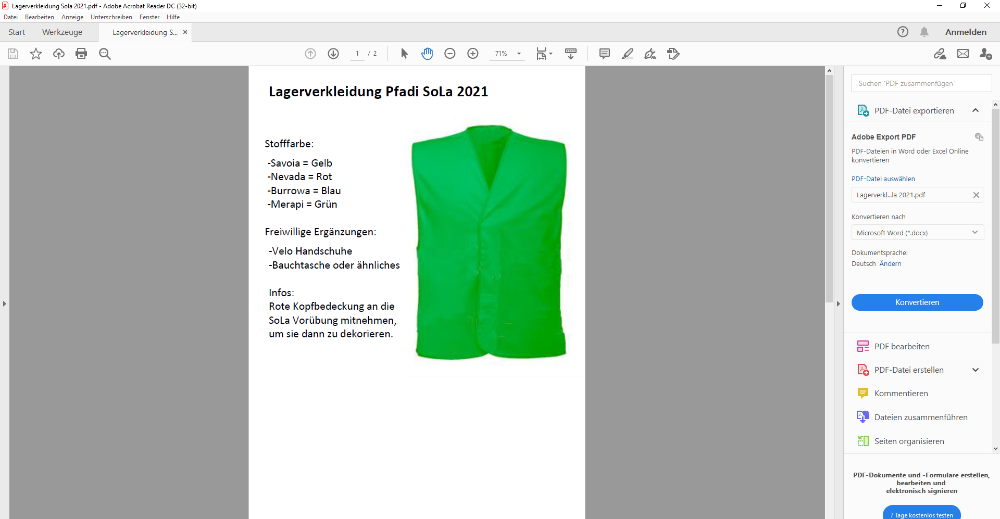 Lagerverkleidung Sola 2021.pdf - Adobe Acrobat Reader DC (32-bit)
Datei Bearbeiten Anzeige Unterschreiben Fenster Hilfe
Start Werkzeuge Lagerverkleidung S... × Anmelden
1 / 2 71%
Lagerverkleidung Pfadi SoLa 2021
Stofffarbe:
-Savoia = Gelb
-Nevada = Rot
-Burrowa = Blau
-Merapi = Grün
Freiwillige Ergänzungen:
-Velo Handschuhe
-Bauchtasche oder ähnliches
Infos:
Rote Kopfbedeckung an die
SoLa Vorübung mitnehmen,
um sie dann zu dekorieren.
Suchen 'PDF zusammenfügen'
PDF-Datei exportieren
Adobe Export PDF
PDF-Dateien in Word oder Excel Online
konvertieren
PDF-Datei auswählen
Lagerverkl...la 2021.pdf
Konvertieren nach
Microsoft Word (*.docx)
Dokumentsprache:
Deutsch Ändern
Konvertieren
PDF bearbeiten
PDF-Datei erstellen
Kommentieren
Dateien zusammenführen
Seiten organisieren
PDF-Dokumente und -Formulare erstellen,
bearbeiten und
elektronisch signieren
7 Tage kostenlos testen